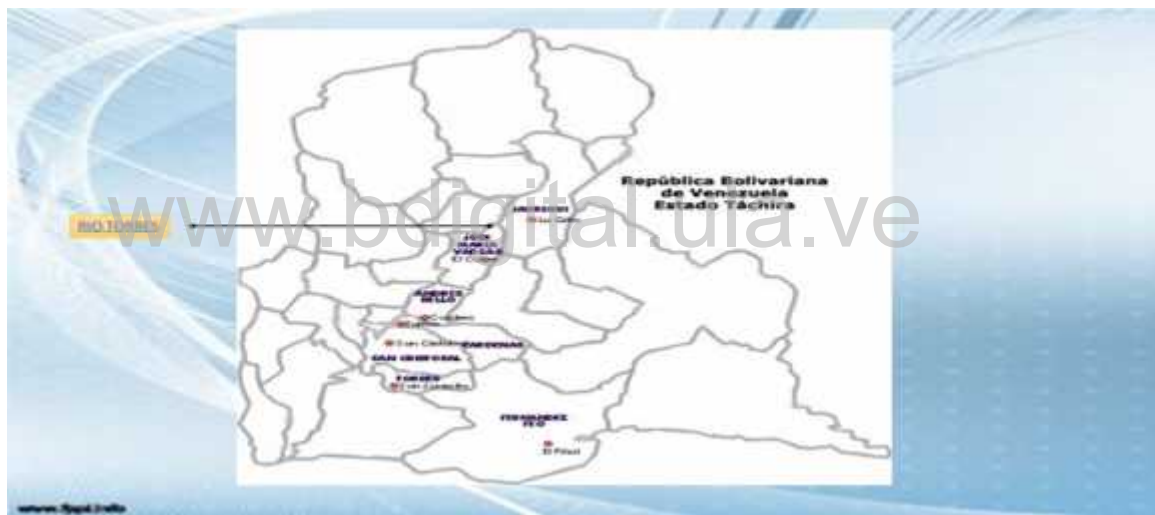 República Bolivariana
de Venezuela
Estado Táchira
www.bdigital.ula.ve
RIO TORBES
JOSE
MARIA
VARGAS
El Cobre
ANDRES
BELLO
Cordero
CARDENAS
SAN CRISTOBAL
TORBES
FERNANDEZ
FEO
El Piñal